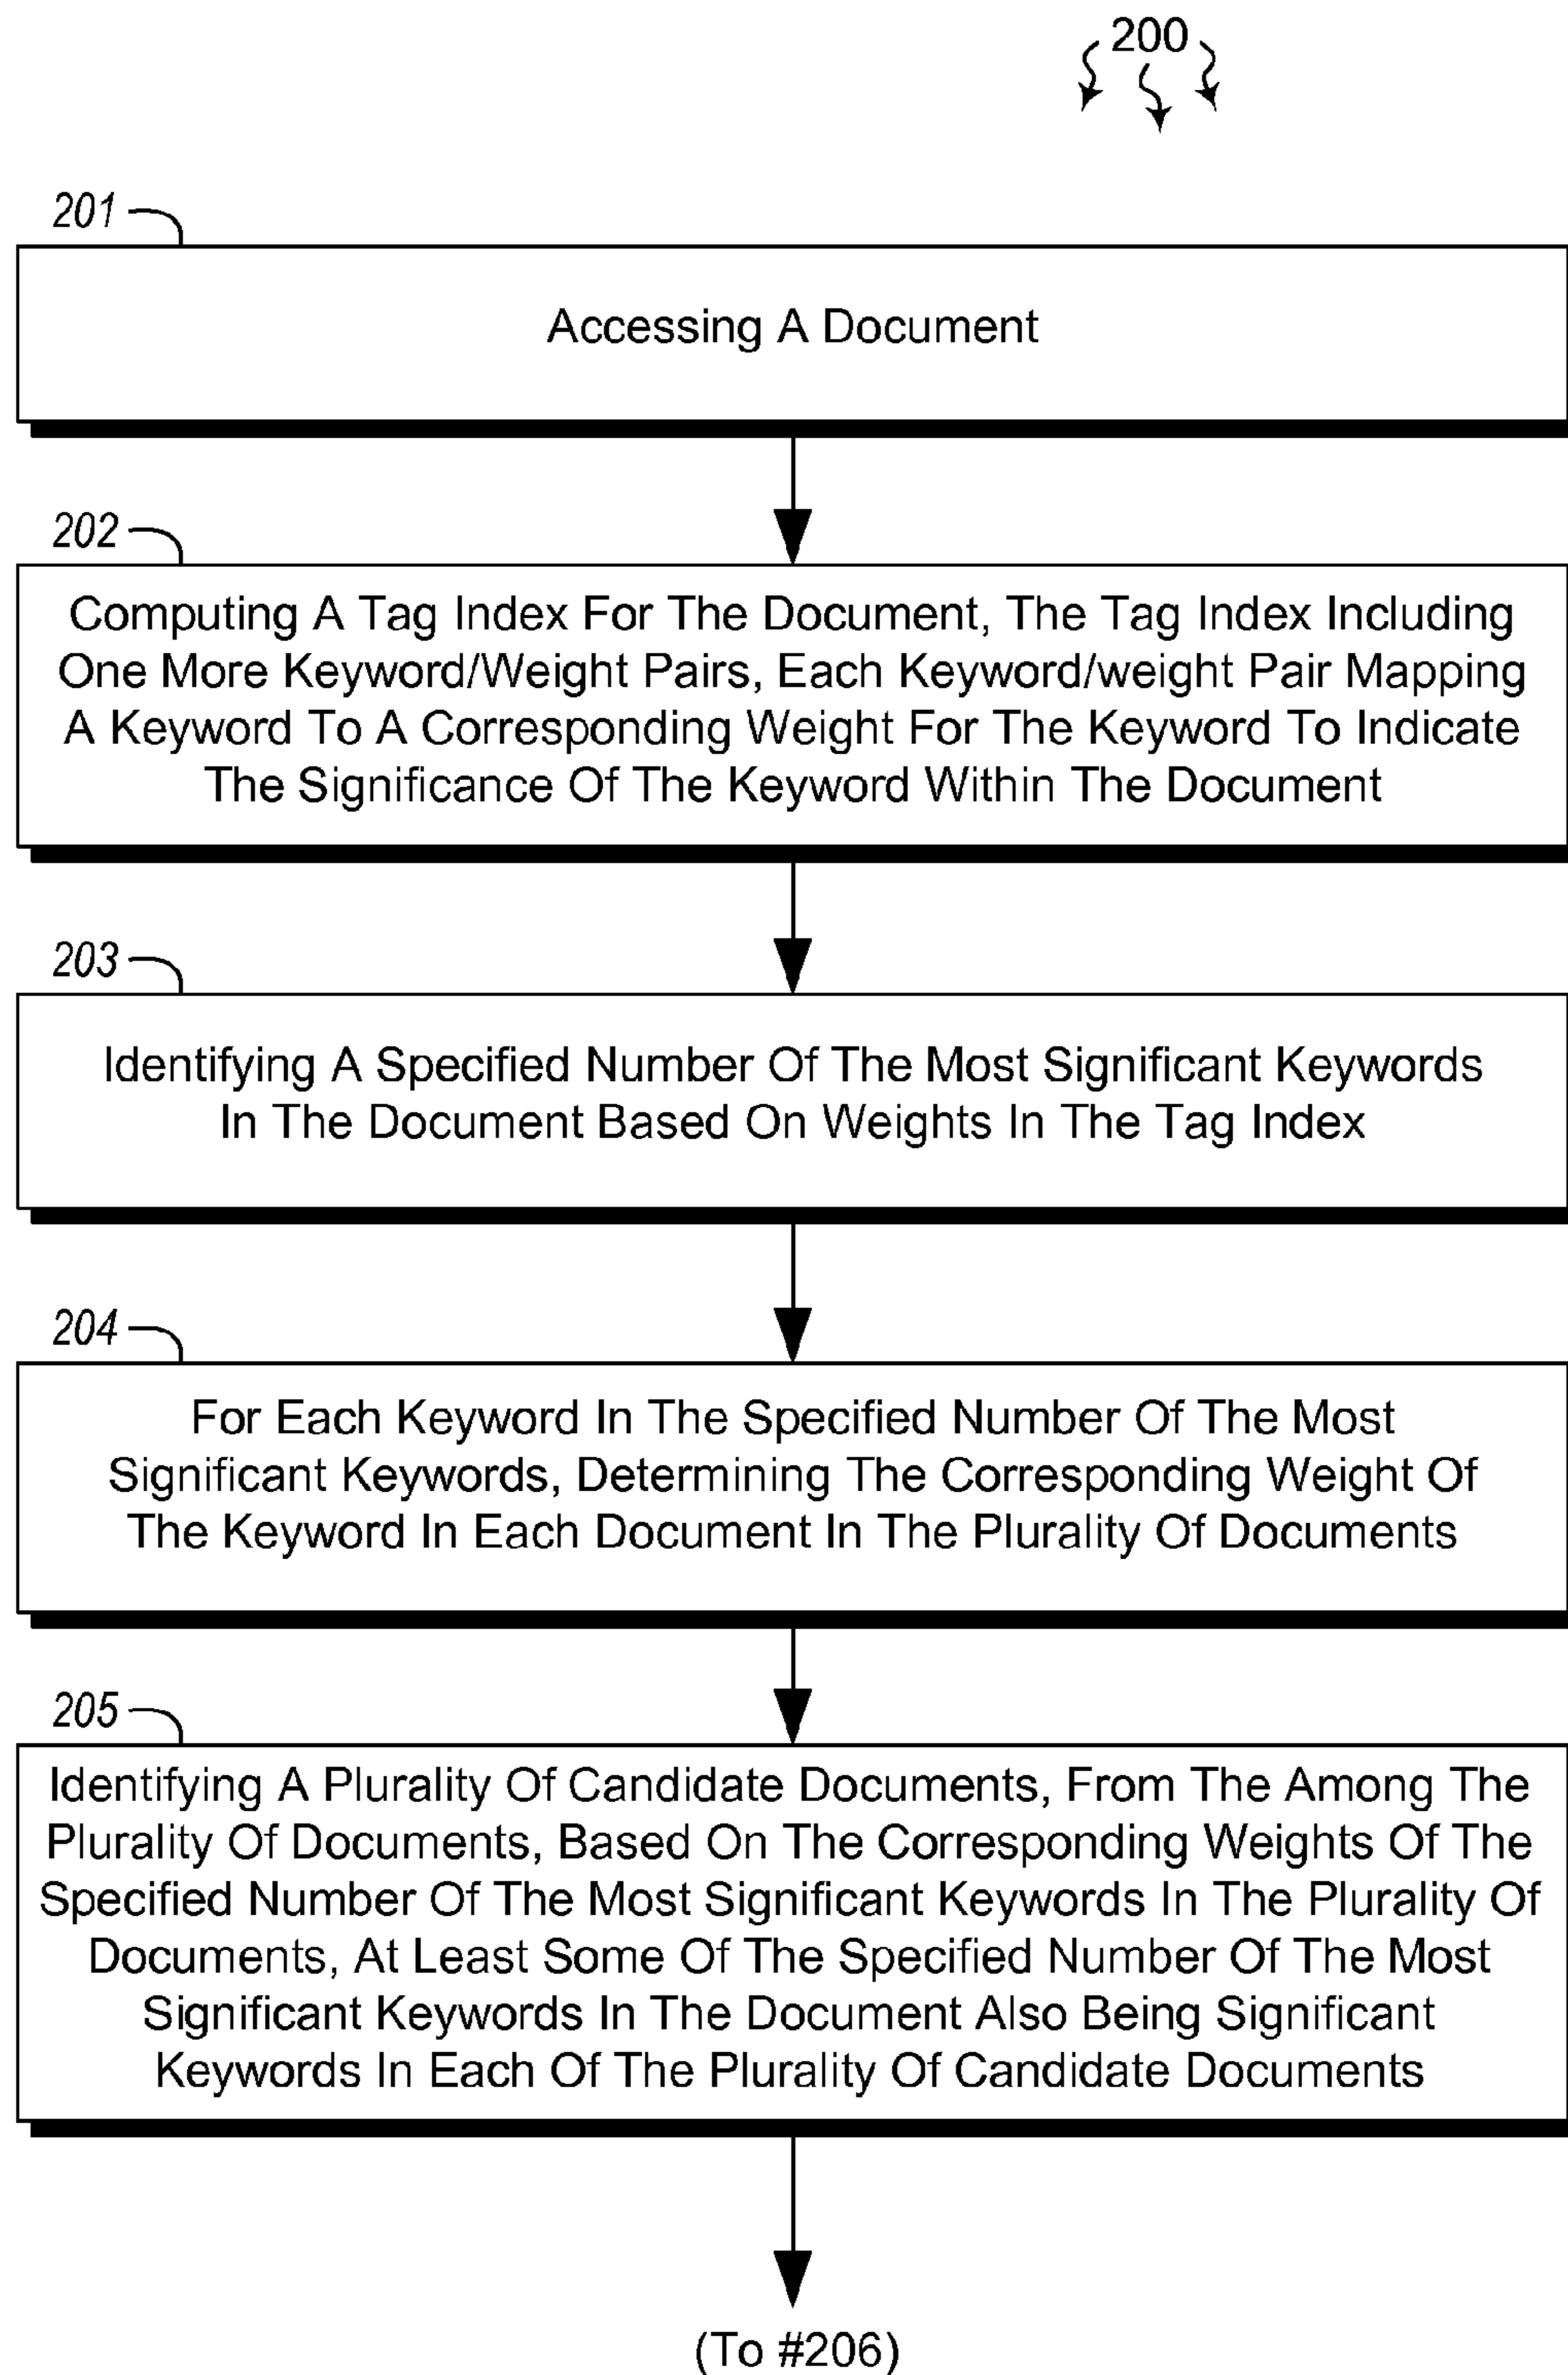 200
201
Accessing A Document
202
Computing A Tag Index For The Document, The Tag Index Including
One More Keyword/Weight Pairs, Each Keyword/weight Pair Mapping
A Keyword To A Corresponding Weight For The Keyword To Indicate
The Significance Of The Keyword Within The Document
203
Identifying A Specified Number Of The Most Significant Keywords
In The Document Based On Weights In The Tag Index
204
For Each Keyword In The Specified Number Of The Most
Significant Keywords, Determining The Corresponding Weight Of
The Keyword In Each Document In The Plurality Of Documents
205
Identifying A Plurality Of Candidate Documents, From The Among The
Plurality Of Documents, Based On The Corresponding Weights Of The
Specified Number Of The Most Significant Keywords In The Plurality Of
Documents, At Least Some Of The Specified Number Of The Most
Significant Keywords In The Document Also Being Significant
Keywords In Each Of The Plurality Of Candidate Documents
(To #206)